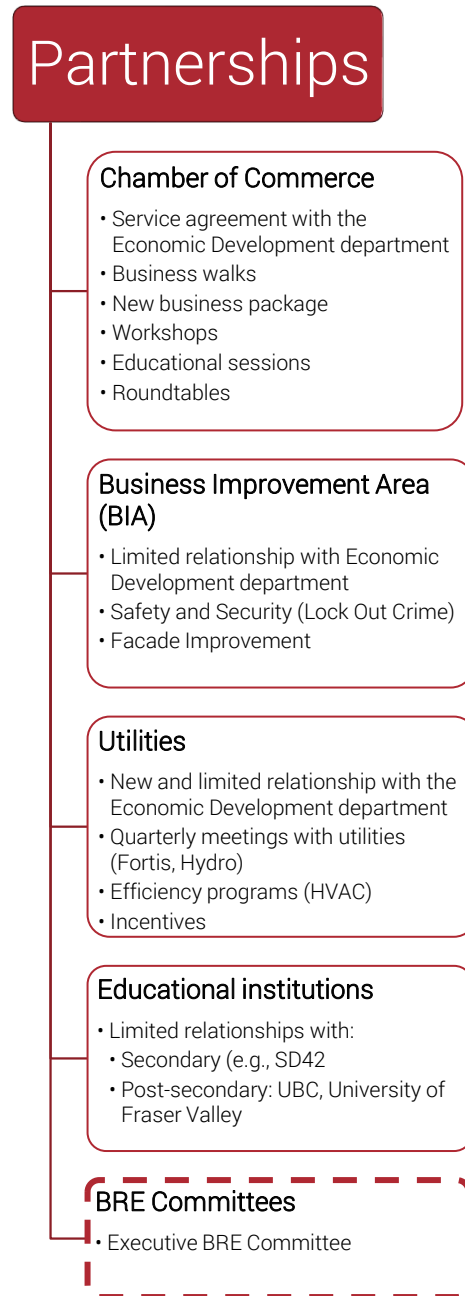 Partnerships
Chamber of Commerce
• Service agreement with the
Economic Development department
• Business walks
• New business package
• Workshops
• Educational sessions
• Roundtables
Business Improvement Area
(BIA)
• Limited relationship with Economic
Development department
• Safety and Security (Lock Out Crime)
• Facade Improvement
Utilities
• New and limited relationship with the
Economic Development department
• Quarterly meetings with utilities
(Fortis, Hydro)
• Efficiency programs (HVAC)
• Incentives
Educational institutions
• Limited relationships with:
• Secondary (e.g., SD42
• Post-secondary: UBC, University of
Fraser Valley
BRE Committees
• Executive BRE Committee